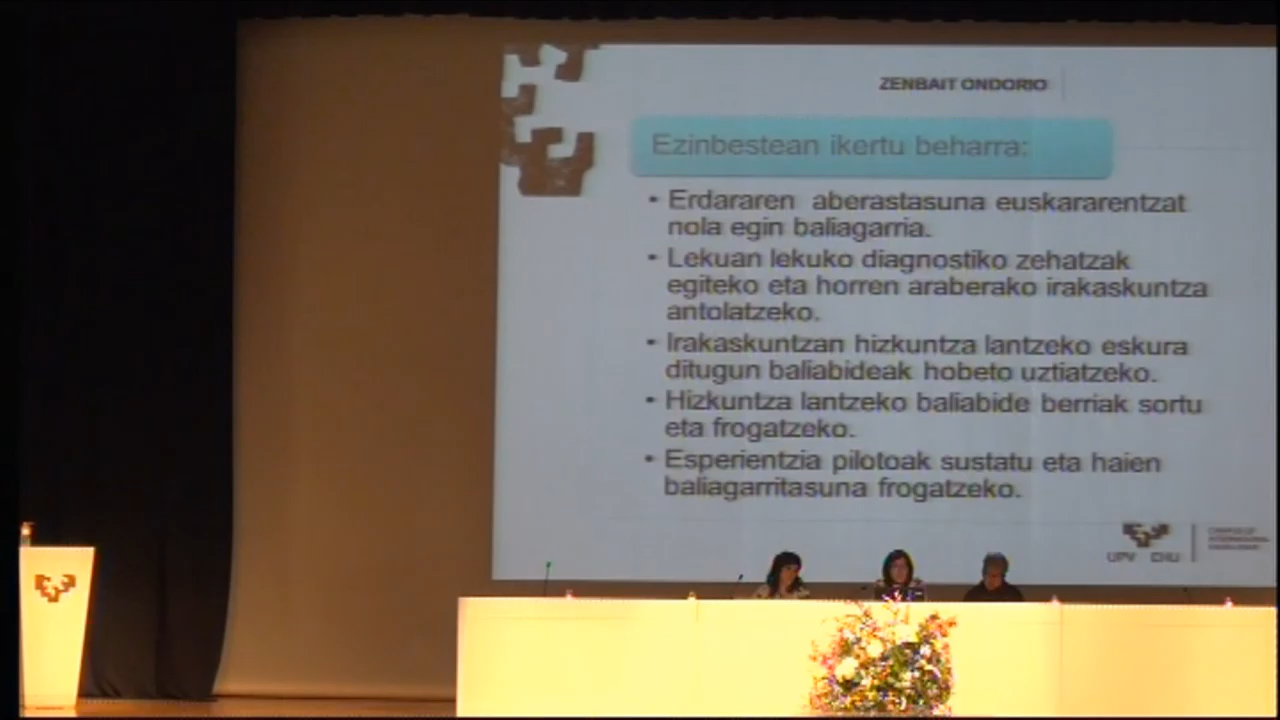 ZENBAIT ONDORIO
Ezinbestean ikertu beharra:
• Erdararen aberastasuna euskararentzat
nola egin baliagarria.
• Lekuan lekuko diagnostiko zehatzak
egiteko eta horren araberako irakaskuntza
antolatzeko.
• Irakaskuntzan hizkuntza lantzeko eskura
ditugun baliabideak hobeto uztiatzeko.
• Hizkuntza lantzeko baliabide berriak sortu
eta frogatzeko.
• Esperientzia pilotoak sustatu eta haien
baliagarritasuna frogatzeko.
UPV EHU